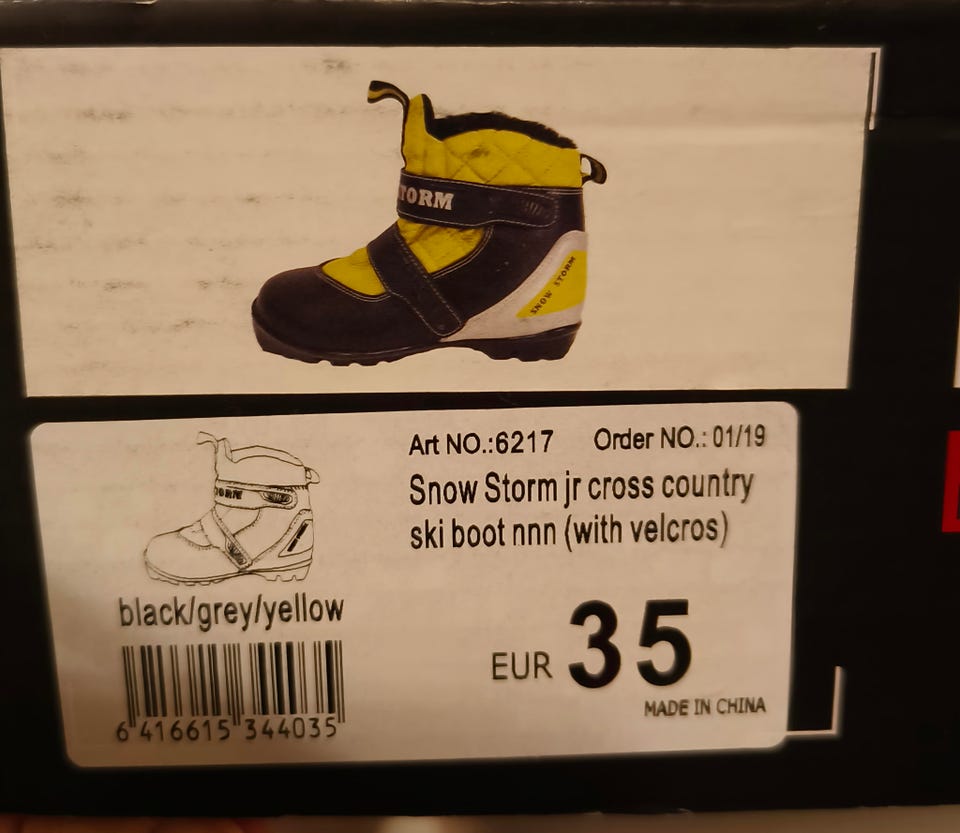 TORM
SNOW STORM
Art NO.:6217 Order NO.: 01/19
Snow Storm jr cross country
ski boot nnn (with velcros)
ORM
black/grey/yellow
EUR 35
MADE IN CHINA
6 416615 344035